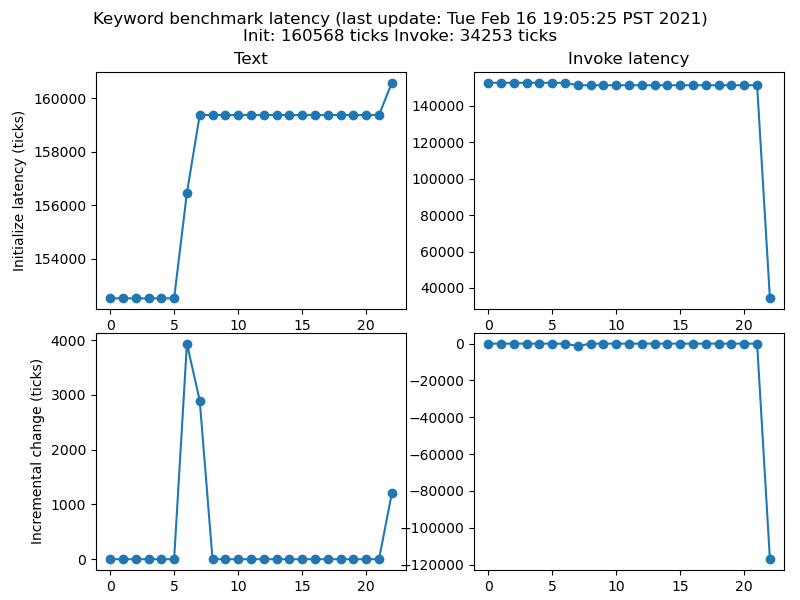 Keyword benchmark latency (last update: Tue Feb 16 19:05:25 PST 2021)
Init: 160568 ticks Invoke: 34253 ticks
Text
Invoke latency
Initialize latency (ticks)
160000
158000
156000
154000
0 5 10 15 20
140000
120000
100000
80000
60000
40000
0 5 10 15 20
Incremental change (ticks)
4000
3000
2000
1000
0
0 5 10 15 20
0
−20000
−40000
−60000
−80000
−100000
−120000
0 5 10 15 20